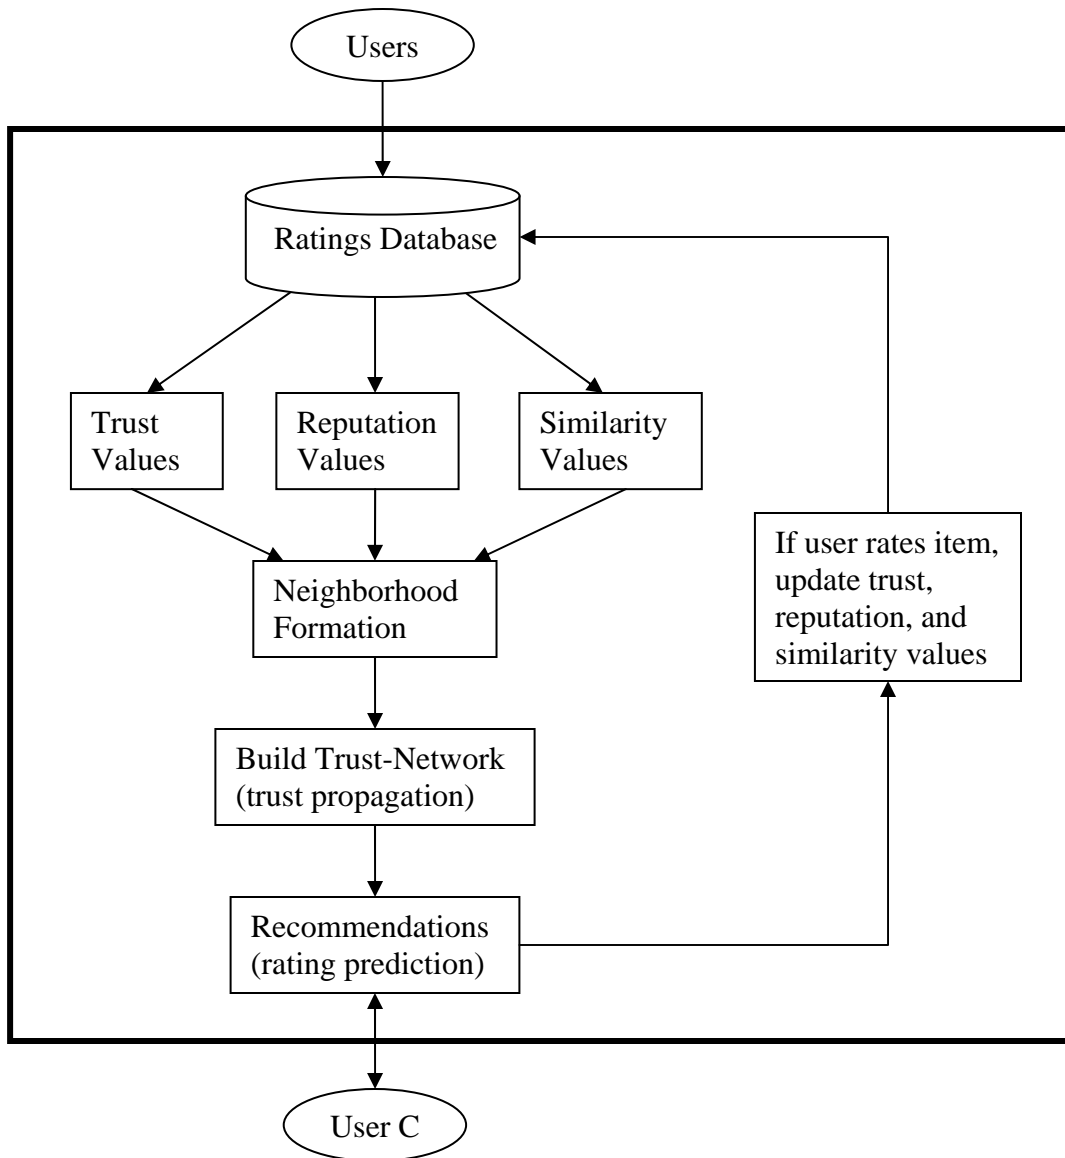 Users
Ratings Database
Trust
Values
Reputation
Values
Similarity
Values
If user rates item,
update trust,
reputation, and
similarity values
Neighborhood
Formation
Build Trust-Network
(trust propagation)
Recommendations
(rating prediction)
User C